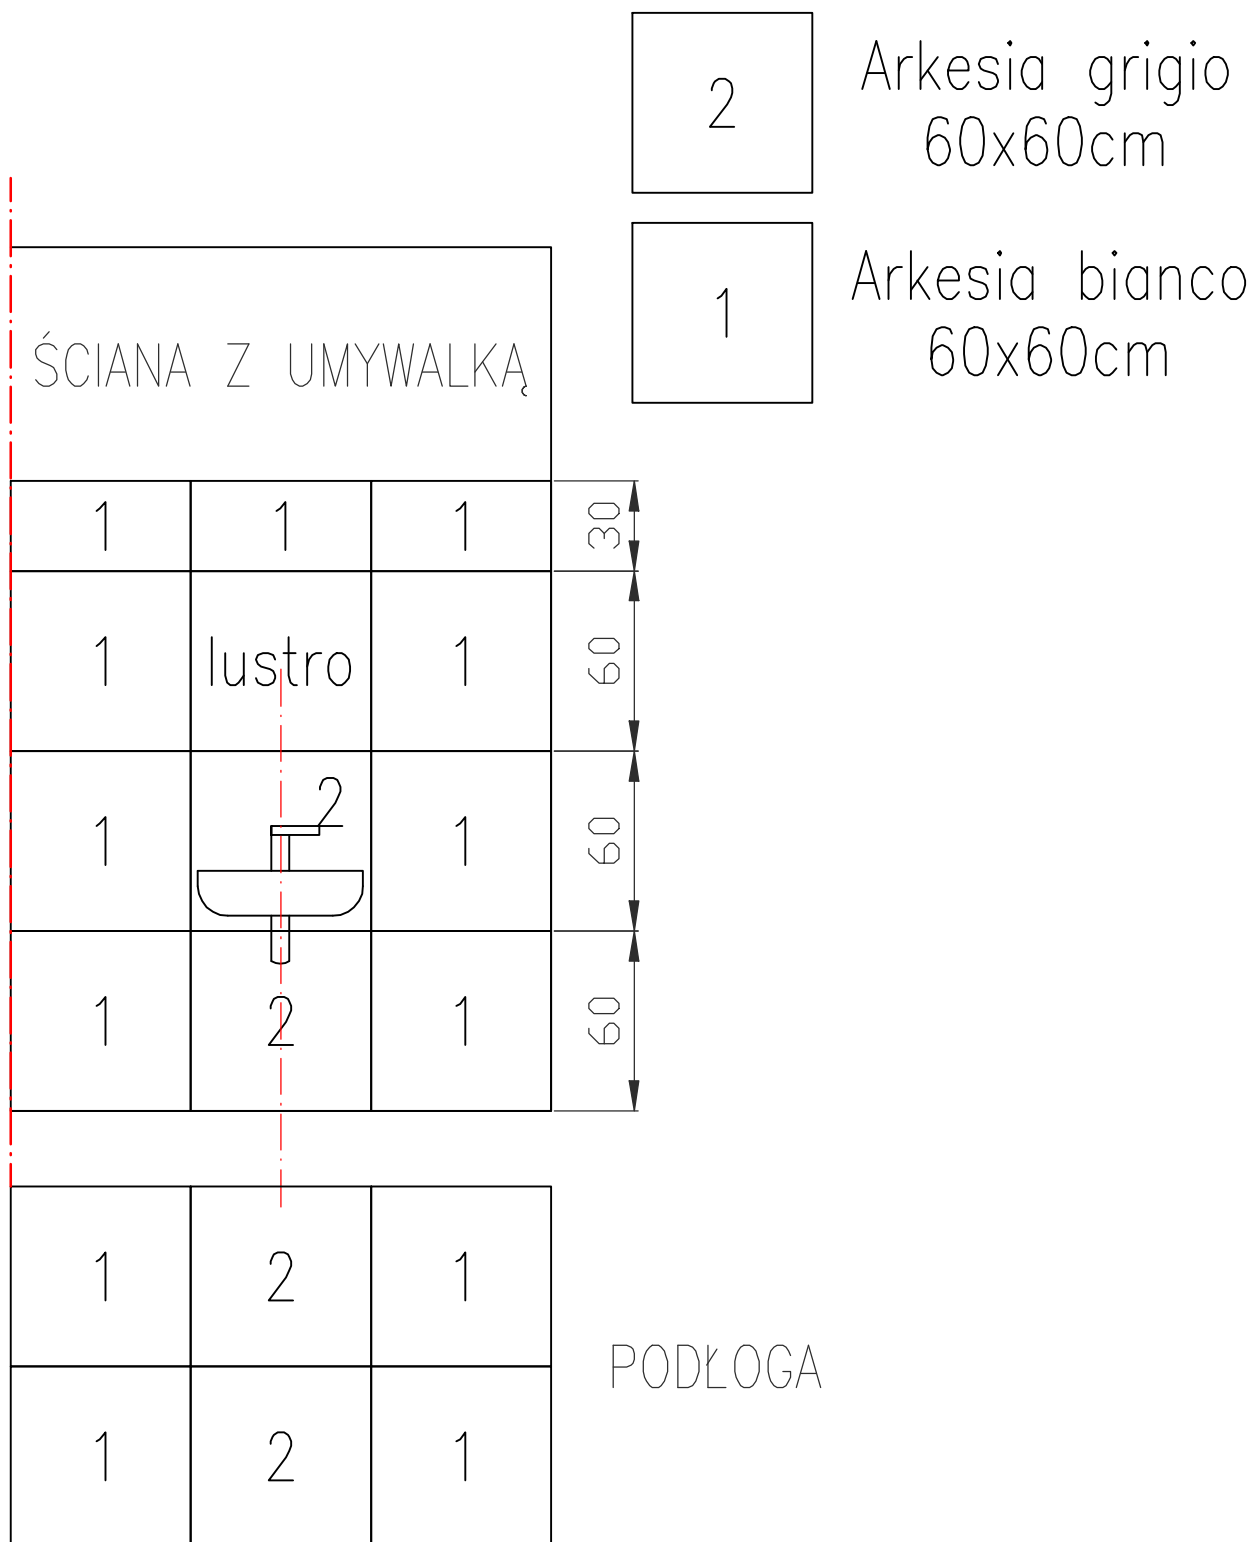 2
Arkesia grigio
60x60cm
1
Arkesia bianco
60x60cm
ŚCIANA Z UMYWALKĄ
1 1 1 30
1 lustro 1 60
1 2 1 60
1 2 1 60
1 2 1
PODŁOGA
1 2 1